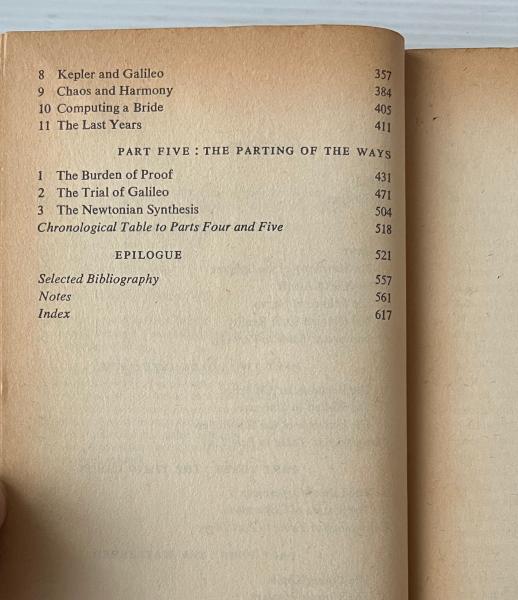 8 Kepler and Galileo 357
9 Chaos and Harmony 384
10 Computing a Bride 405
11 The Last Years 411
PART FIVE : THE PARTING OF THE WAYS
1 The Burden of Proof 431
2 The Trial of Galileo 471
3 The Newtonian Synthesis 504
Chronological Table to Parts Four and Five 518
EPILOGUE 521
Selected Bibliography 557
Notes 561
Index 617